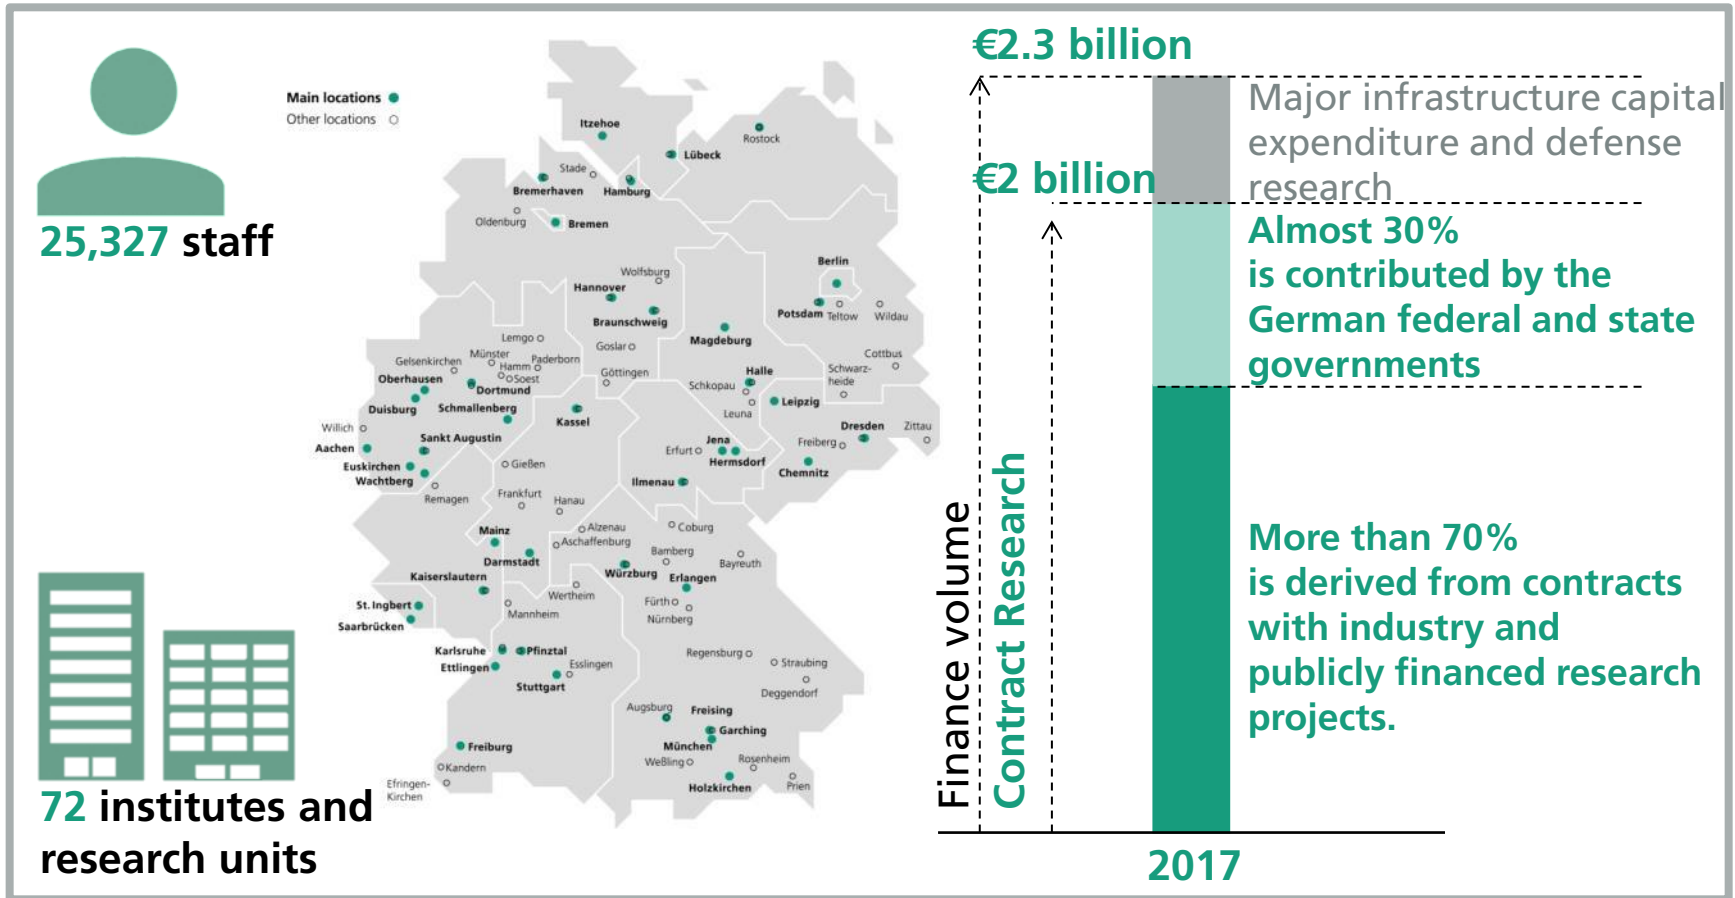 25,327 staff
72 institutes and
research units
Main locations
Other locations
Itzehoe
Rostock
Lübeck
Stade
Bremerhaven
Hamburg
Oldenburg
Bremen
Wolfsburg
Berlin
Hannover
Braunschweig
Potsdam
Teltow
Wildau
Magdeburg
Lemgo
Goslar
Cottbus
Gelsenkirchen
Münster
Paderborn
Hamm
Soest
Göttingen
Oberhausen
Dortmund
Halle
Schkopau
Schwarz-
heide
Duisburg
Schmallenberg
Kassel
Leuna
Leipzig
Willich
Sankt Augustin
Dresden
Zittau
Aachen
Erfurt
Jena
Hermsdorf
Freiberg
Euskirchen
Gießen
Chemnitz
Wachtberg
Ilmenau
Remagen
Frankfurt
Hanau
Mainz
Alzenau
Coburg
Aschaffenburg
Darmstadt
Bamberg
Bayreuth
Kaiserslautern
Würzburg
Erlangen
Wertheim
St. Ingbert
Mannheim
Fürth
Nürnberg
Saarbrücken
Karlsruhe
Pfinztal
Regensburg
Straubing
Ettlingen
Esslingen
Stuttgart
Deggendorf
Augsburg
Freising
Garching
Freiburg
München
Weßling
Rosenheim
Kandern
Efringen-
Kirchen
Holzkirchen
Prien
€2.3 billion
€2 billion
Finance volume
Contract Research
Major infrastructure capital
expenditure and defense
research
Almost 30%
is contributed by the
German federal and state
governments
More than 70%
is derived from contracts
with industry and
publicly financed research
projects.
2017